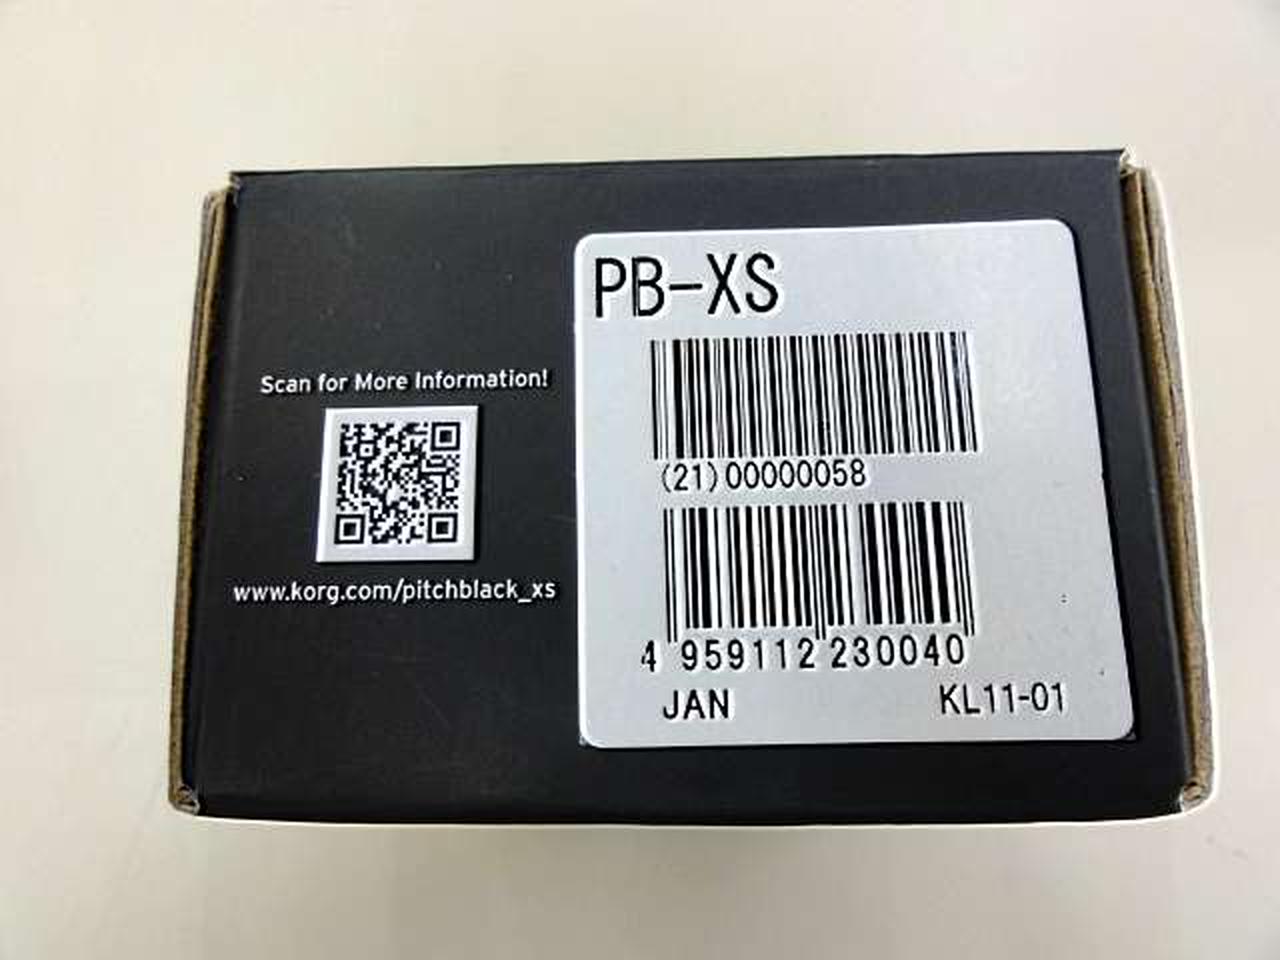 Scan for More Information!
www.korg.com/pitchblack_xs
PB-XS
(21)00000058
4 959112 230040
JAN KL11-01